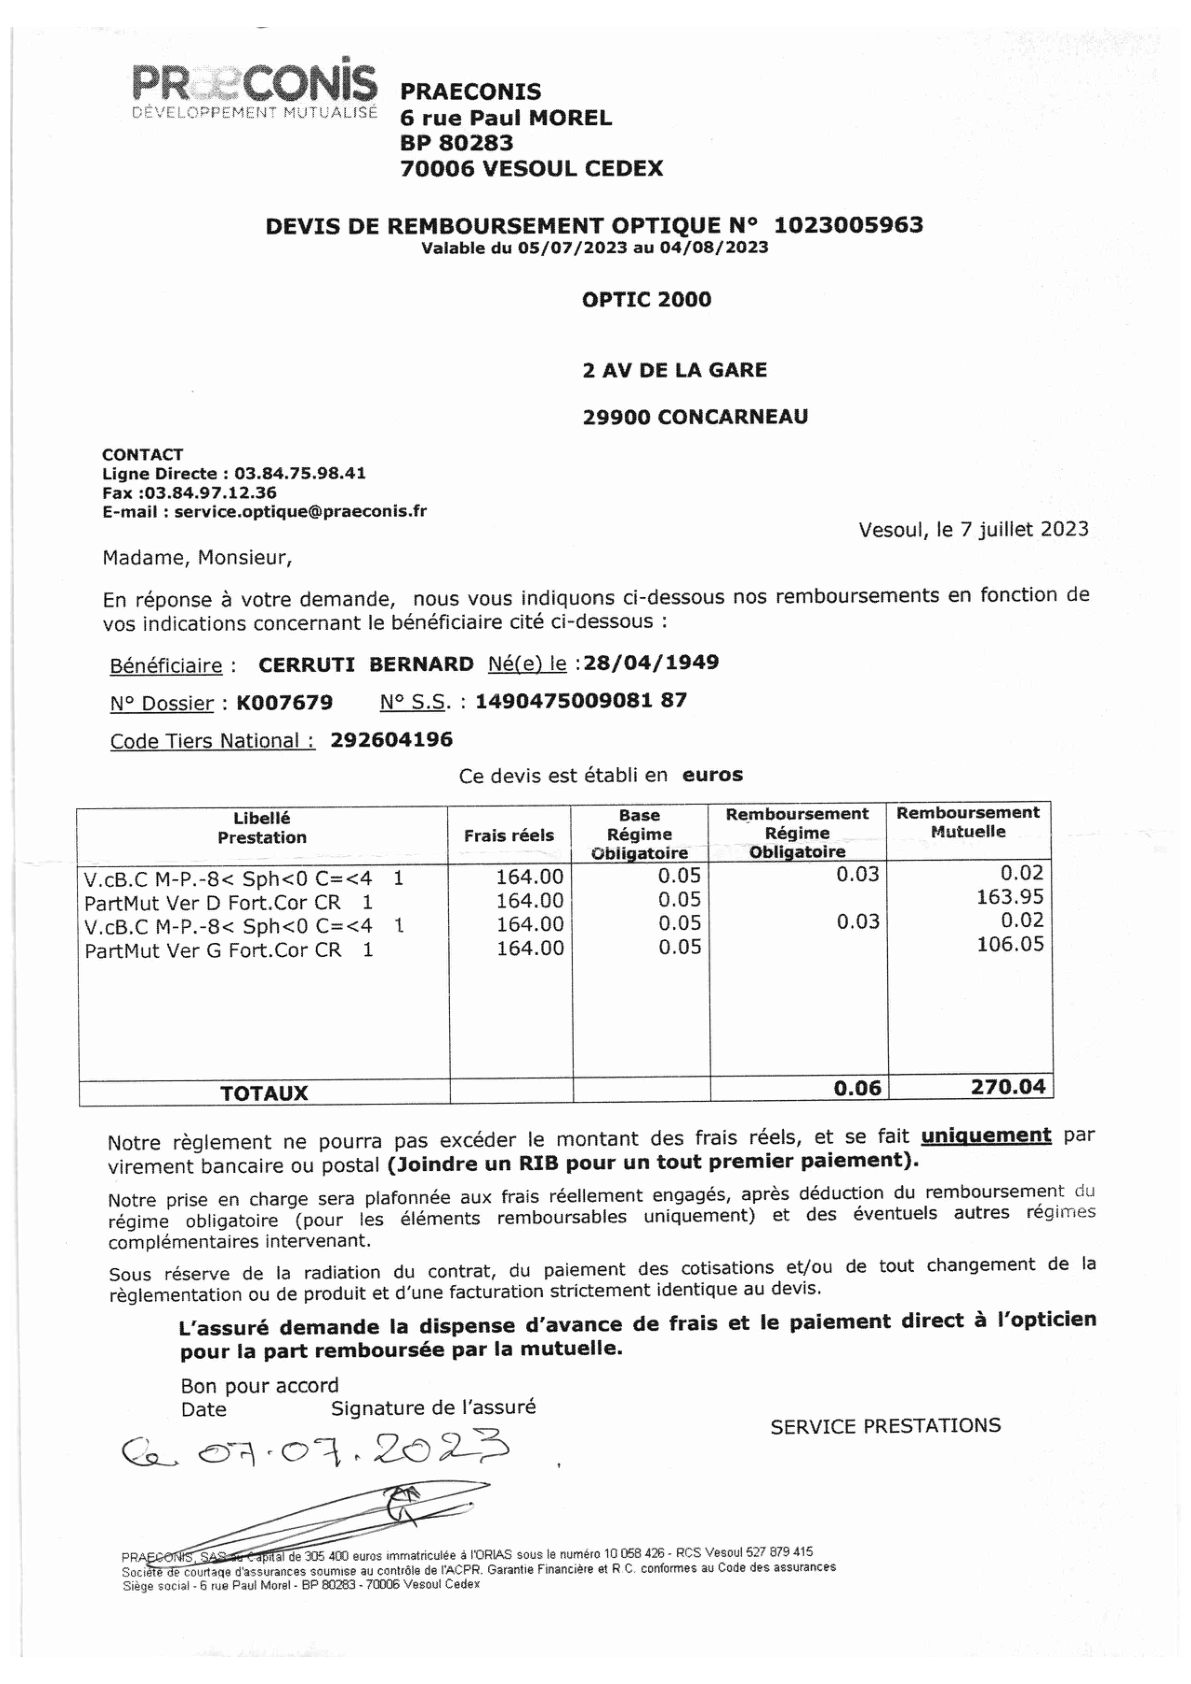 PRaeCONiS
DÉVELOPPEMENT MUTUALISÉ
PRAECONIS
6 rue Paul MOREL
BP 80283
70006 VESOUL CEDEX
DEVIS DE REMBOURSEMENT OPTIQUE N° 1023005963
Valable du 05/07/2023 au 04/08/2023
OPTIC 2000
2 AV DE LA GARE
29900 CONCARNEAU
CONTACT
Ligne Directe : 03.84.75.98.41
Fax :03.84.97.12.36
E-mail : service.optique@praeconis.fr
Vesoul, le 7 juillet 2023
Madame, Monsieur,
En réponse à votre demande, nous vous indiquons ci-dessous nos remboursements en fonction de
vos indications concernant le bénéficiaire cité ci-dessous :
Bénéficiaire : CERRUTI BERNARD Né(e) le :28/04/1949
N° Dossier : K007679 N° S.S. : 1490475009081 87
Code Tiers National : 292604196
Ce devis est établi en euros
Libellé Prestation Frais réels Base Régime Obligatoire Remboursement Régime Obligatoire Remboursement Mutuelle
V.cB.C M-P.-8< Sph<0 C=<4 1 164.00 0.05 0.03 0.02
PartMut Ver D Fort.Cor CR 1 164.00 0.05 163.95
V.cB.C M-P.-8< Sph<0 C=<4 1 164.00 0.05 0.03 0.02
PartMut Ver G Fort.Cor CR 1 164.00 0.05 106.05
TOTAUX 0.06 270.04
Notre règlement ne pourra pas excéder le montant des frais réels, et se fait uniquement par
virement bancaire ou postal (Joindre un RIB pour un tout premier paiement).
Notre prise en charge sera plafonnée aux frais réellement engagés, après déduction du remboursement du
régime obligatoire (pour les éléments remboursables uniquement) et des éventuels autres régimes
complémentaires intervenant.
Sous réserve de la radiation du contrat, du paiement des cotisations et/ou de tout changement de la
règlementation ou de produit et d'une facturation strictement identique au devis.
L'assuré demande la dispense d'avance de frais et le paiement direct à l'opticien
pour la part remboursée par la mutuelle.
Bon pour accord
Date Signature de l'assuré
SERVICE PRESTATIONS
Le 07.07.2023
PRAECONIS, SAS au Capital de 305 400 euros immatriculée à l'ORIAS sous le numéro 10 058 426 - RCS Vesoul 527 879 415
Société de courtage d'assurances soumise au contrôle de l'ACPR. Garantie Financière et R.C. conformes au Code des assurances
Siège social - 6 rue Paul Morel - BP 80283 - 70006 Vesoul Cedex